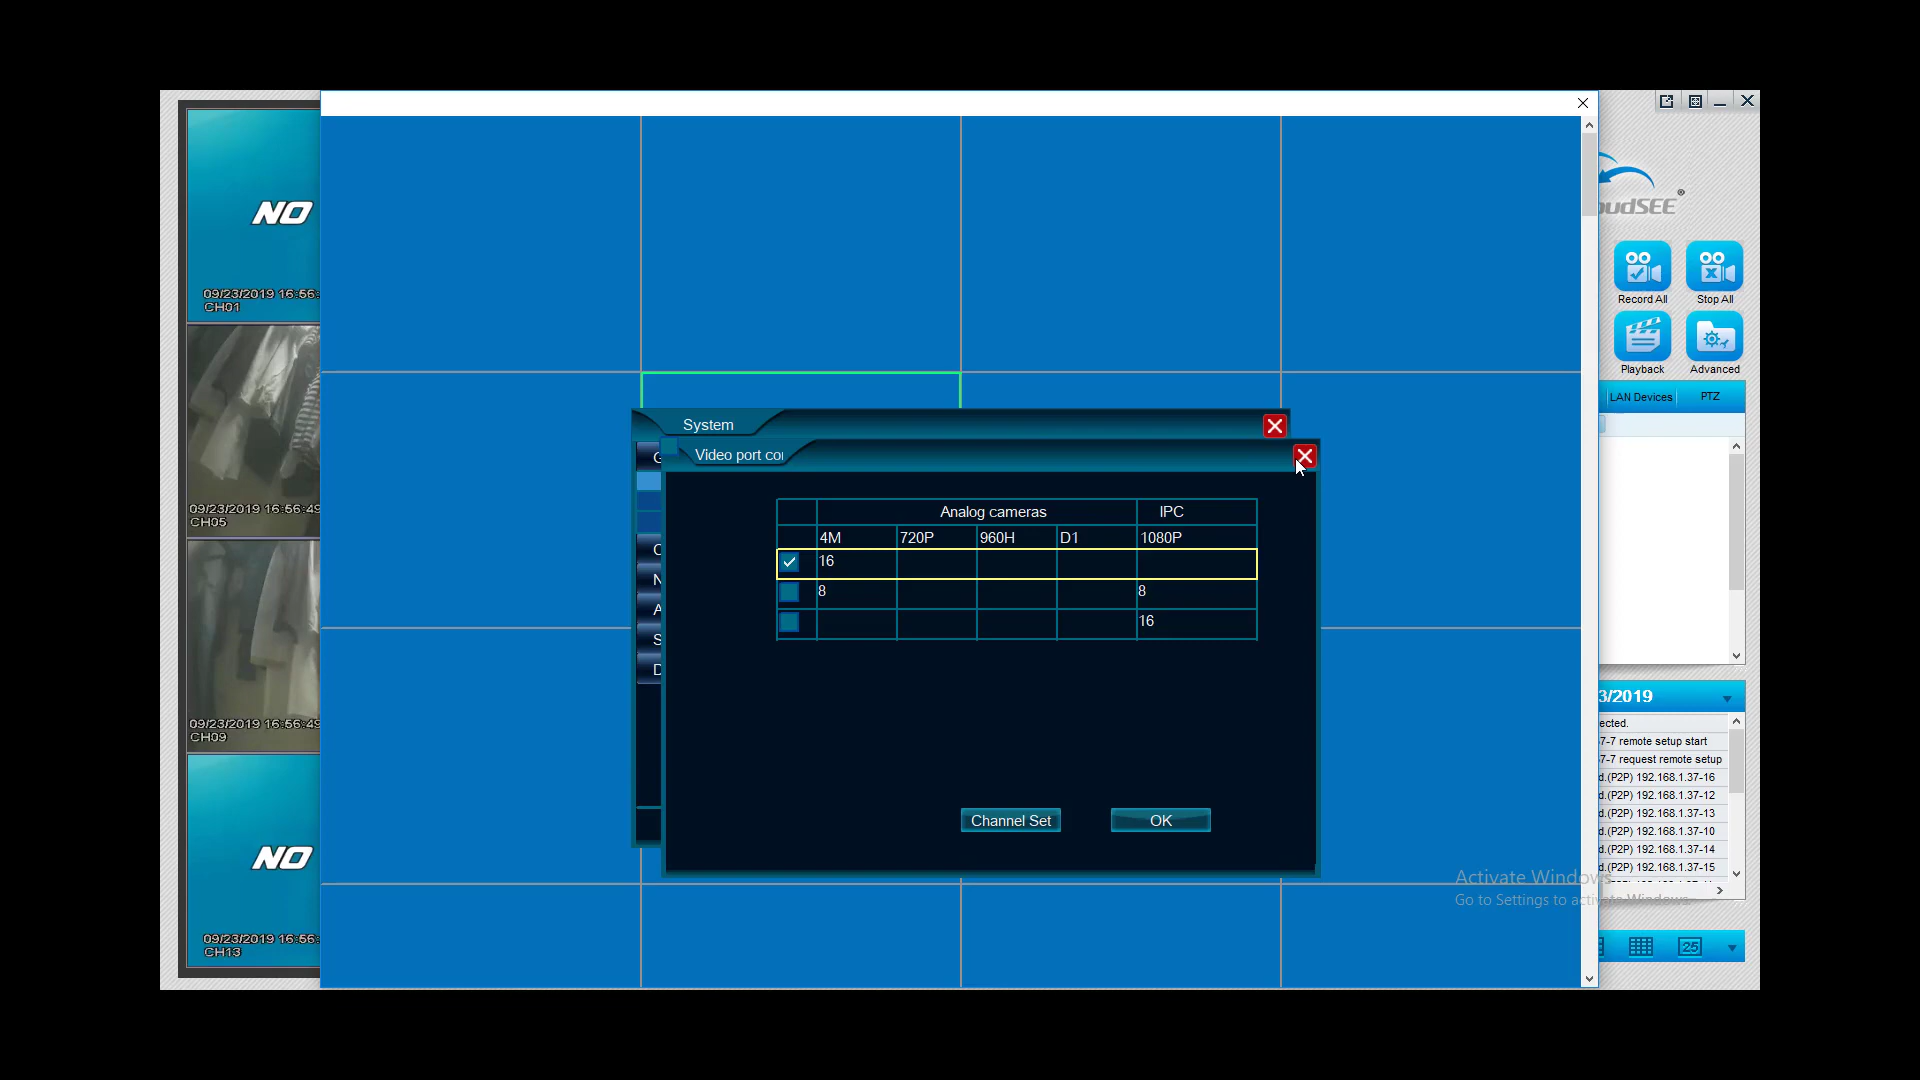 NO
09/23/2019 16:56:
CH01
09/23/2019 16:56:49
CH05
09/23/2019 16:56:49
CH09
NO
09/23/2019 16:56:
CH13
System
G
C
N
A
S
D
Video port co
Analog cameras IPC
4M 720P 960H D1 1080P
16
8 8
16
Channel Set OK
oudSEE ®
Record All Stop All
Playback Advanced
LAN Devices PTZ
3/2019
ected.
7-7 remote setup start
7-7 request remote setup
d.(P2P) 192.168.1.37-16
d.(P2P) 192.168.1.37-12
d.(P2P) 192.168.1.37-13
d.(P2P) 192.168.1.37-10
d.(P2P) 192.168.1.37-14
d.(P2P) 192.168.1.37-15
Activate Windows
Go to Settings to activate Windows.
25